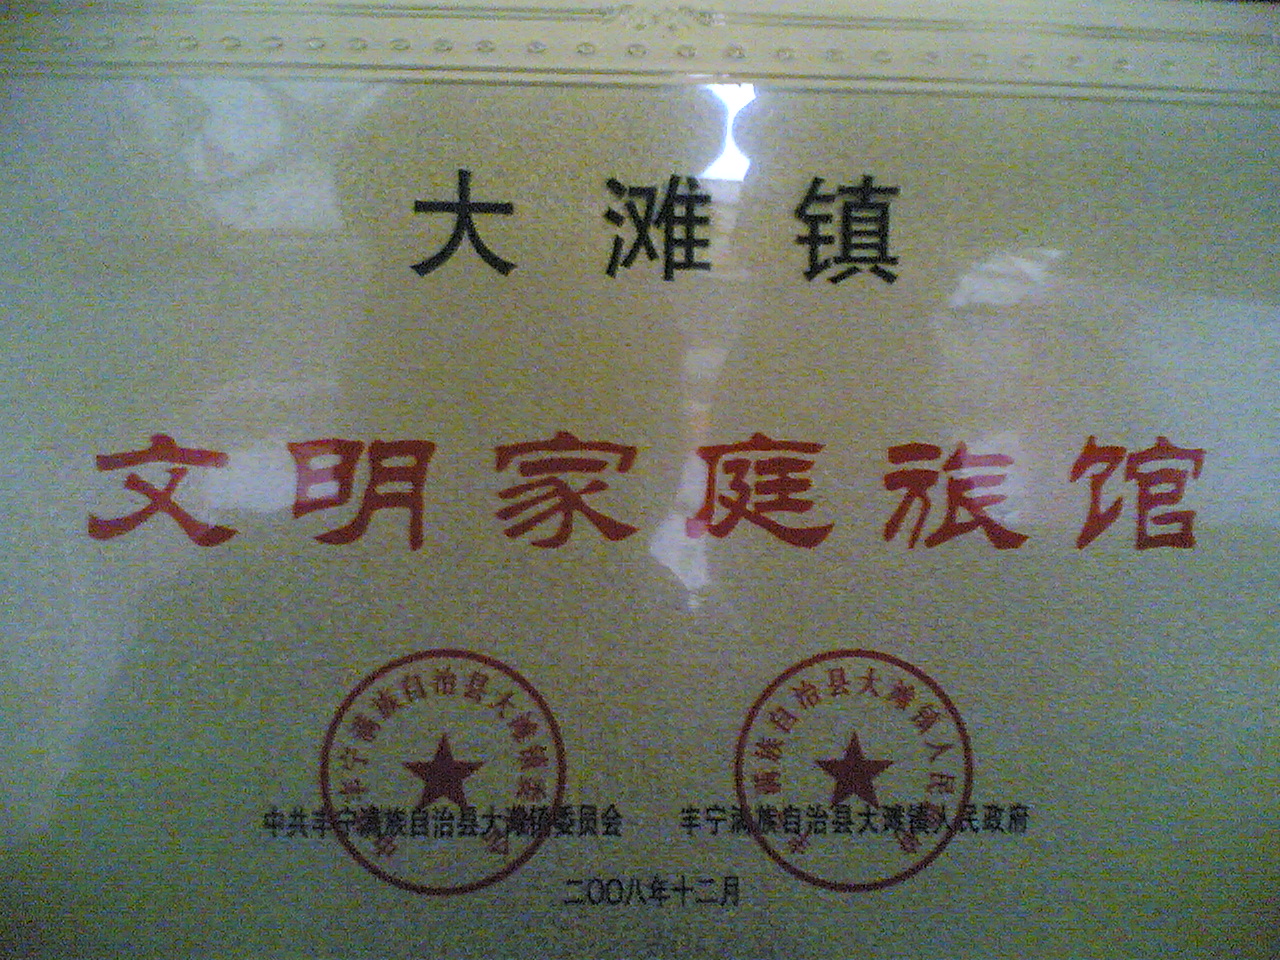 大滩镇
文明家庭旅馆
中共丰宁满族自治县大滩镇委员会 丰宁满族自治县大滩镇人民政府
二〇〇八年十二月